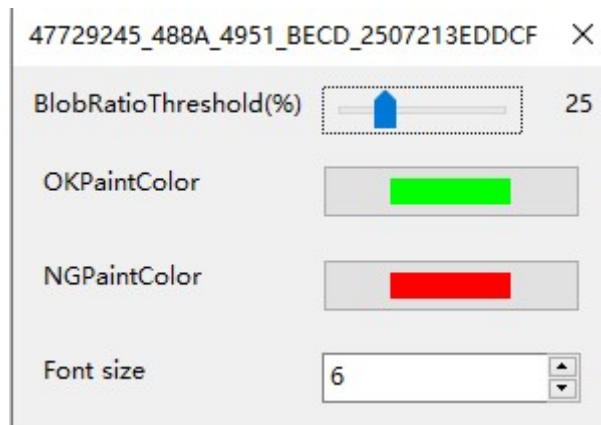 47729245_488A_4951_BECD_2507213EDDCF
BlobRatioThreshold(%) 25
OKPaintColor
NGPaintColor
Font size 6